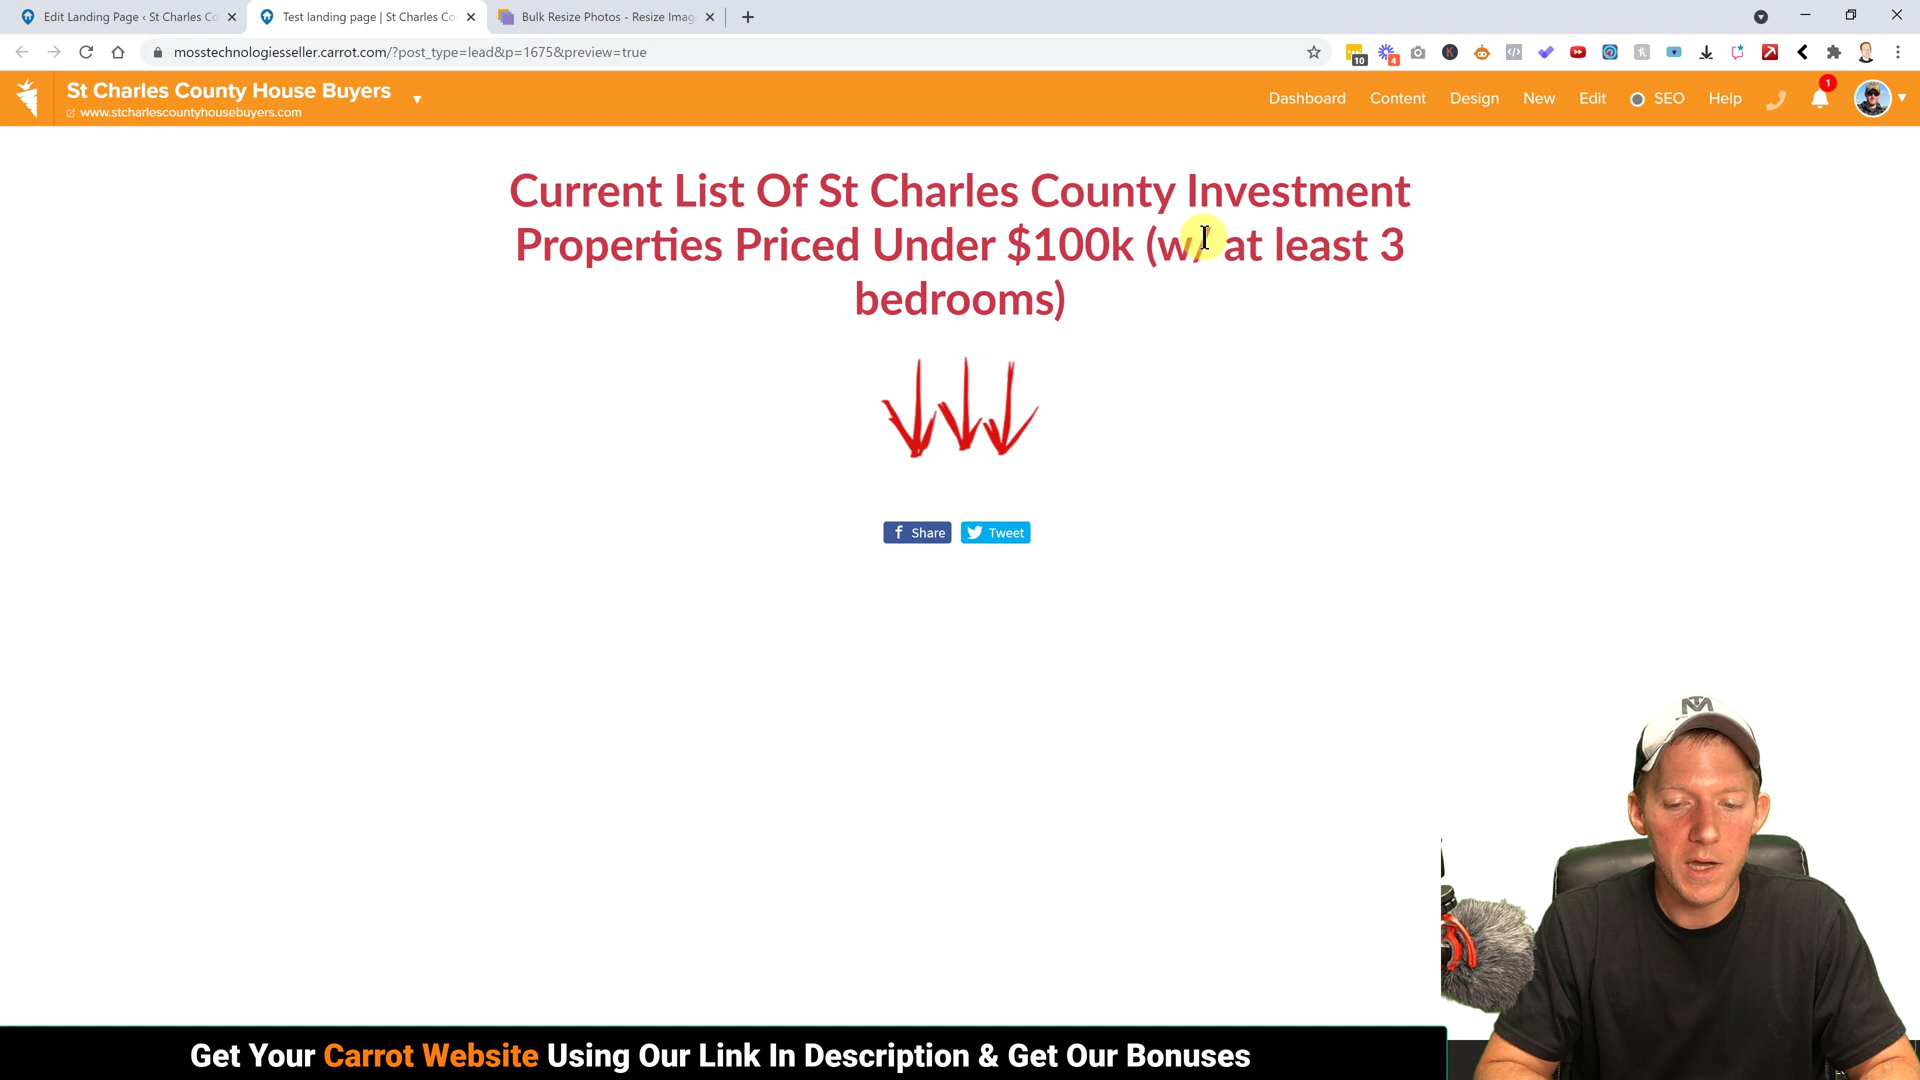 Edit Landing Page ‹ St Charles Co
Test landing page | St Charles Co
Bulk Resize Photos - Resize Imag
mosstechnologiesseller.carrot.com/?post_type=lead&p=1675&preview=true
10
4
St Charles County House Buyers
www.stcharlescountyhousebuyers.com
Dashboard Content Design New Edit SEO Help
1
Current List Of St Charles County Investment
Properties Priced Under $100k (w/ at least 3
bedrooms)
Share Tweet
Get Your Carrot Website Using Our Link In Description & Get Our Bonuses